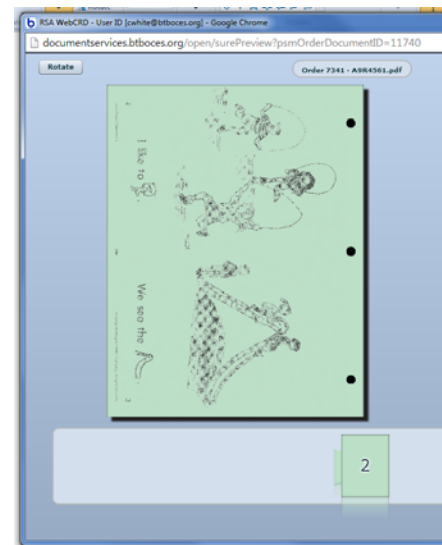 RSA WebCRD - User ID [cwhite@btboces.org] - Google Chrome
documentservices.btboces.org/open/surePreview?psmOrderDocumentID=11740
Rotate
Order 7341 - A9R4561.pdf
I like to
We see the
2